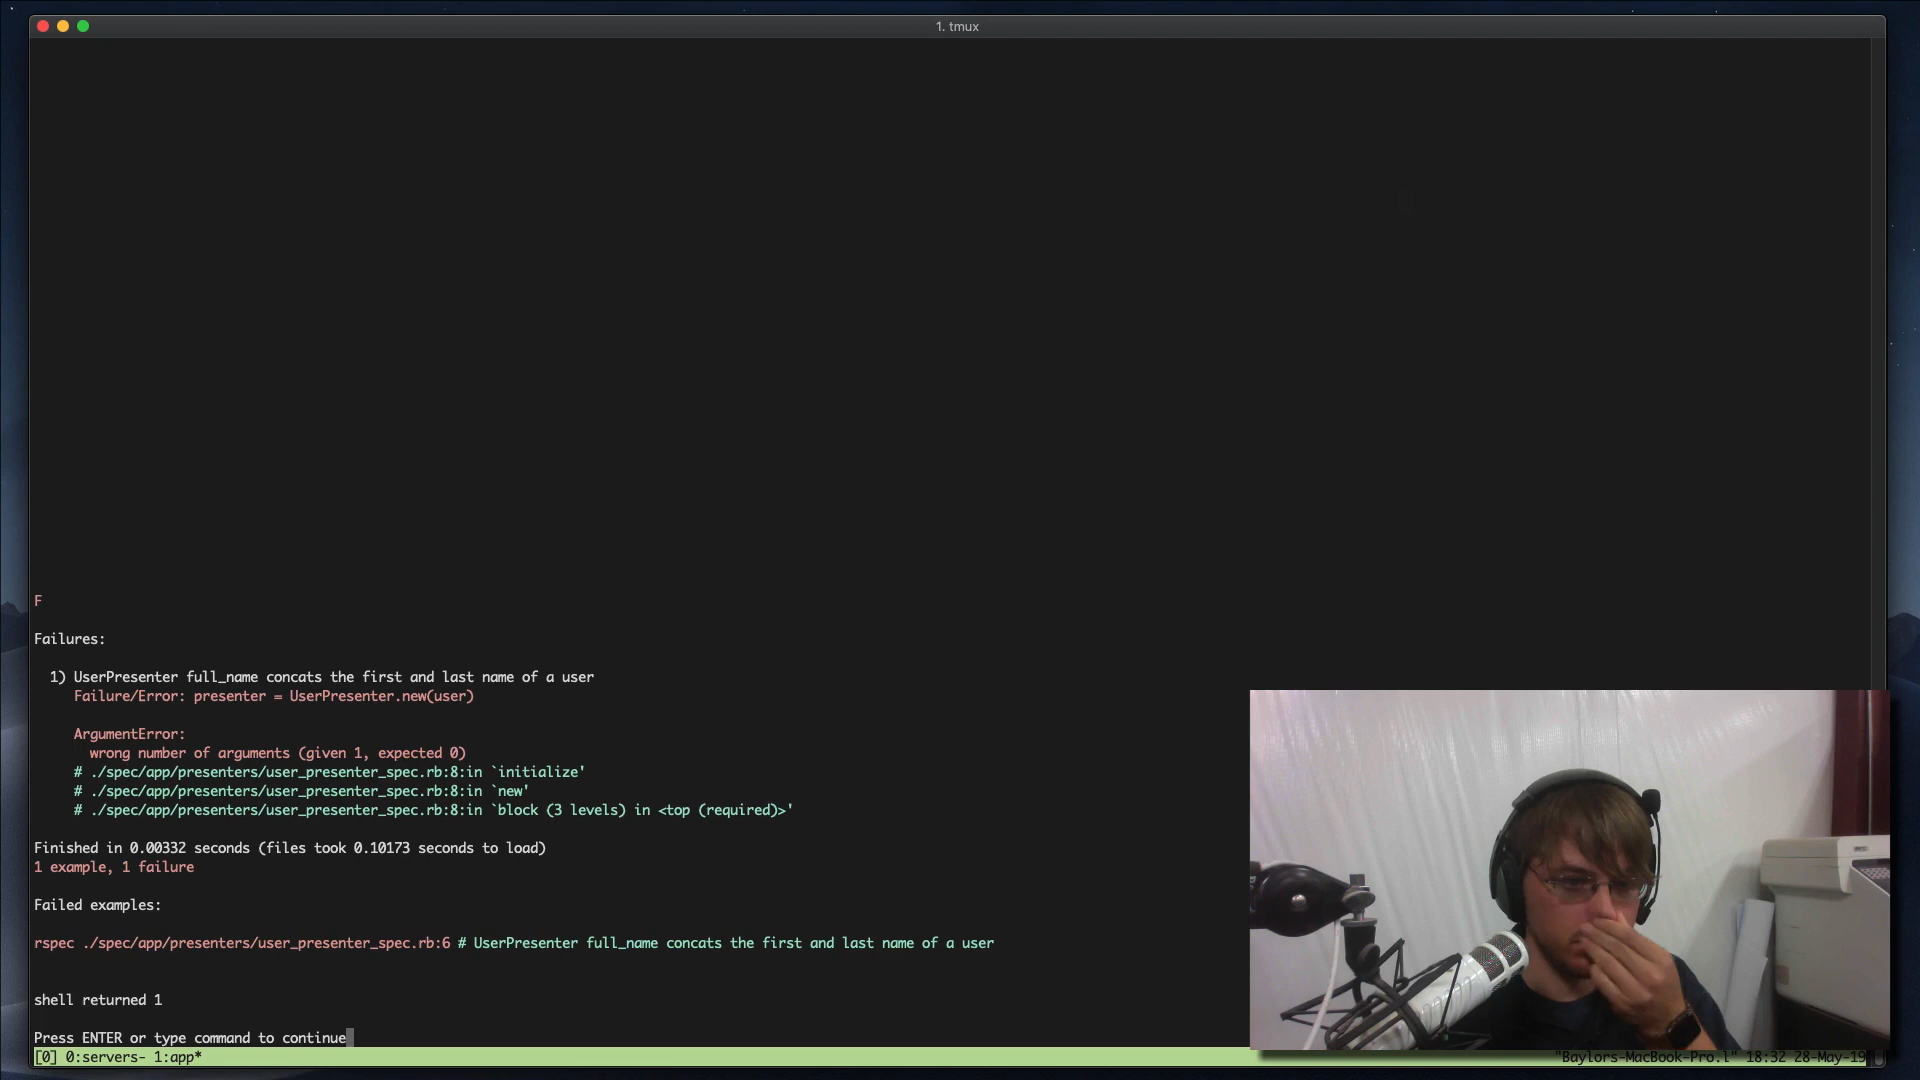 1. tmux
F
Failures:
1) UserPresenter full_name concats the first and last name of a user
Failure/Error: presenter = UserPresenter.new(user)
ArgumentError:
wrong number of arguments (given 1, expected 0)
# ./spec/app/presenters/user_presenter_spec.rb:8:in `initialize'
# ./spec/app/presenters/user_presenter_spec.rb:8:in `new'
# ./spec/app/presenters/user_presenter_spec.rb:8:in `block (3 levels) in <top (required)>'
Finished in 0.00332 seconds (files took 0.10173 seconds to load)
1 example, 1 failure
Failed examples:
rspec ./spec/app/presenters/user_presenter_spec.rb:6 # UserPresenter full_name concats the first and last name of a user
shell returned 1
Press ENTER or type command to continue
[0] 0:servers- 1:app* "Baylors-MacBook-Pro.l" 18:32 28-May-19